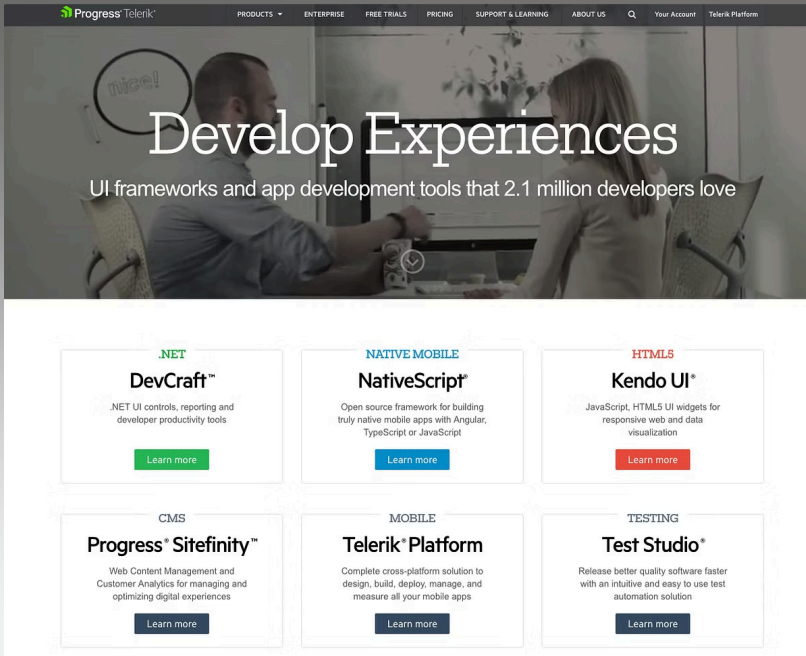 Progress® Telerik®
PRODUCTS
ENTERPRISE
FREE TRIALS
PRICING
SUPPORT & LEARNING
ABOUT US
Your Account
Telerik Platform
nice!
Develop Experiences
UI frameworks and app development tools that 2.1 million developers love
.NET
DevCraft™
.NET UI controls, reporting and
developer productivity tools
Learn more
NATIVE MOBILE
NativeScript®
Open source framework for building
truly native mobile apps with Angular,
TypeScript or JavaScript
Learn more
HTML5
Kendo UI®
JavaScript, HTML5 UI widgets for
responsive web and data
visualization
Learn more
CMS
Progress® Sitefinity™
Web Content Management and
Customer Analytics for managing and
optimizing digital experiences
Learn more
MOBILE
Telerik® Platform
Complete cross-platform solution to
design, build, deploy, manage, and
measure all your mobile apps
Learn more
TESTING
Test Studio®
Release better quality software faster
with an intuitive and easy to use test
automation solution
Learn more